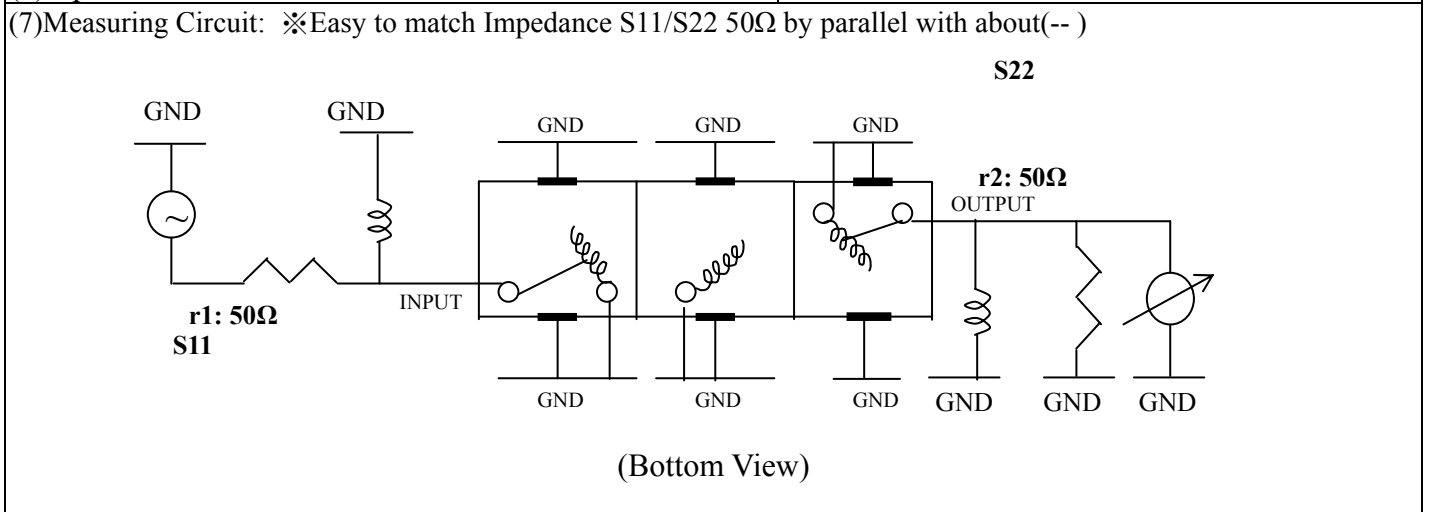 (7)Measuring Circuit: ※Easy to match Impedance S11/S22 50Ω by parallel with about(-- )
S22
GND GND GND GND GND
r2: 50Ω
OUTPUT
~
INPUT
r1: 50Ω
S11
GND GND GND GND GND GND
(Bottom View)